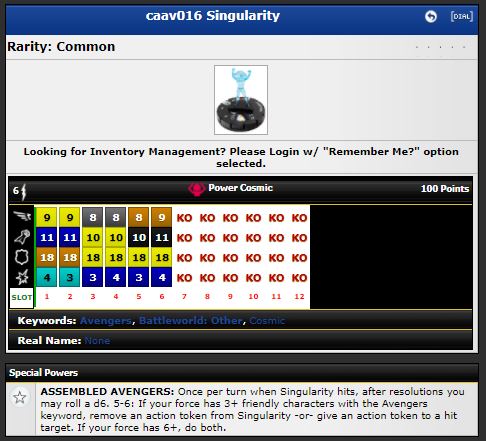 caav016 Singularity
[DIAL]
Rarity: Common
Looking for Inventory Management? Please Login w/ "Remember Me?" option
selected.
6 Power Cosmic 100 Points
9 9 8 8 8 9 KO KO KO KO KO KO
11 11 10 10 10 11 KO KO KO KO KO KO
18 18 18 18 18 18 KO KO KO KO KO KO
4 3 3 4 3 4 KO KO KO KO KO KO
SLOT 1 2 3 4 5 6 7 8 9 10 11 12
Keywords: Avengers, Battleworld: Other, Cosmic
Real Name: None
Special Powers
ASSEMBLED AVENGERS: Once per turn when Singularity hits, after resolutions you
may roll a d6. 5-6: If your force has 3+ friendly characters with the Avengers
keyword, remove an action token from Singularity -or- give an action token to a hit
target. If your force has 6+, do both.